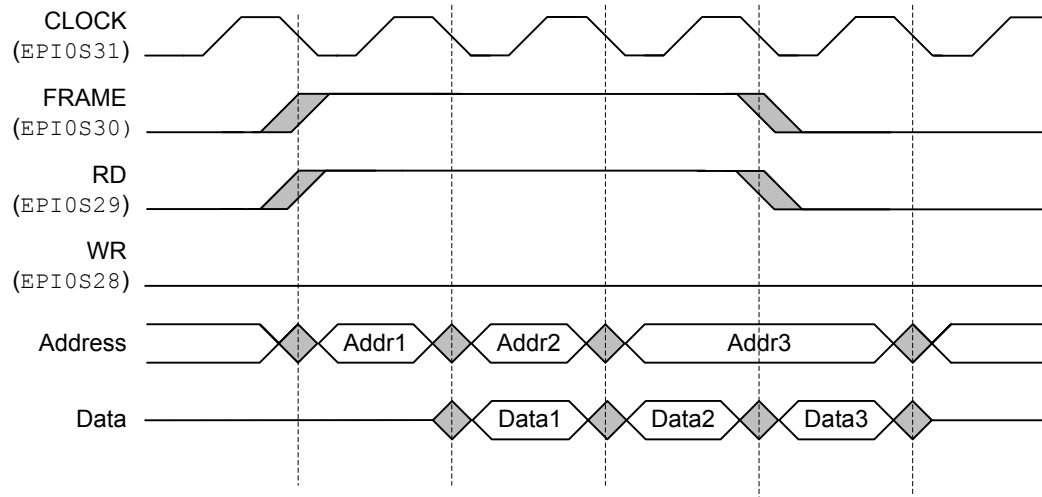 CLOCK
(EPI0S31)
FRAME
(EPI0S30)
RD
(EPI0S29)
WR
(EPI0S28)
Address Addr1 Addr2 Addr3
Data Data1 Data2 Data3